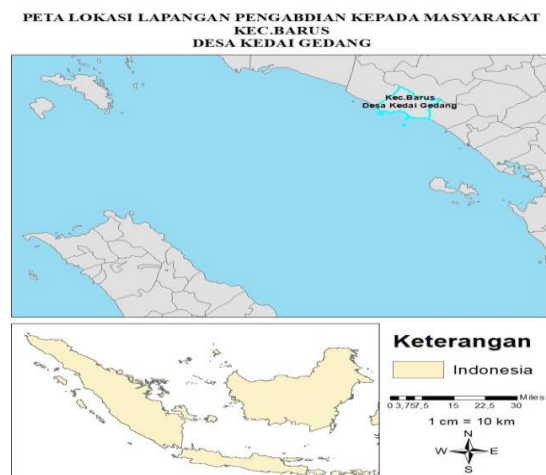 PETA LOKASI LAPANGAN PENGABDIAN KEPADA MASYARAKAT
KEC.BARUS
DESA KEDAI GEDANG
Kec.Barus
Desa Kedai Gedang
Keterangan
Indonesia
Miles
0 3,757,5 15 22,5 30
1 cm = 10 km
N
W E
S